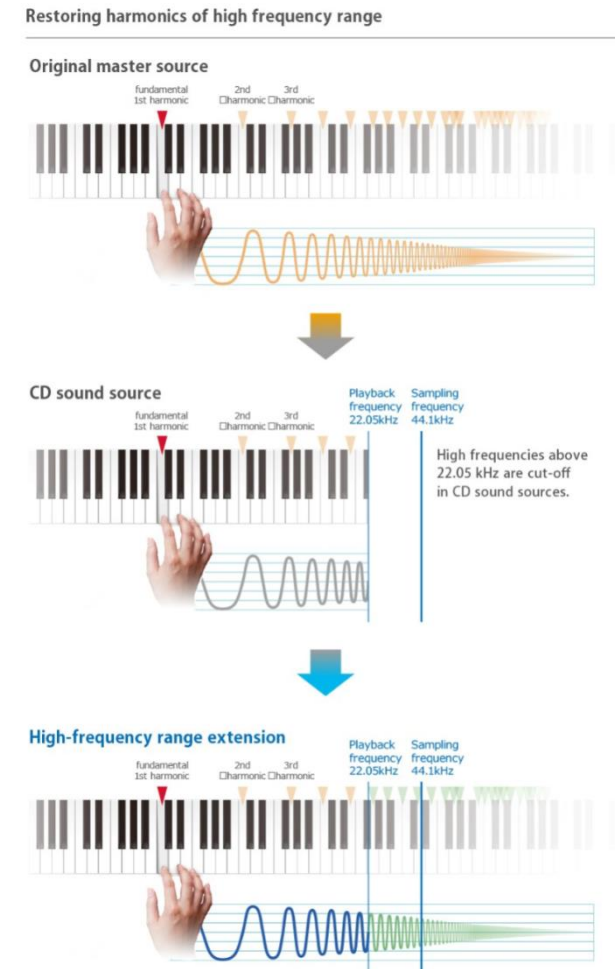 Restoring harmonics of high frequency range
Original master source
fundamental
1st harmonic
2nd
□harmonic
3rd
□harmonic
CD sound source
fundamental
1st harmonic
2nd
□harmonic
3rd
□harmonic
Playback
frequency
22.05kHz
Sampling
frequency
44.1kHz
High frequencies above
22.05 kHz are cut-off
in CD sound sources.
High-frequency range extension
fundamental
1st harmonic
2nd
□harmonic
3rd
□harmonic
Playback
frequency
22.05kHz
Sampling
frequency
44.1kHz